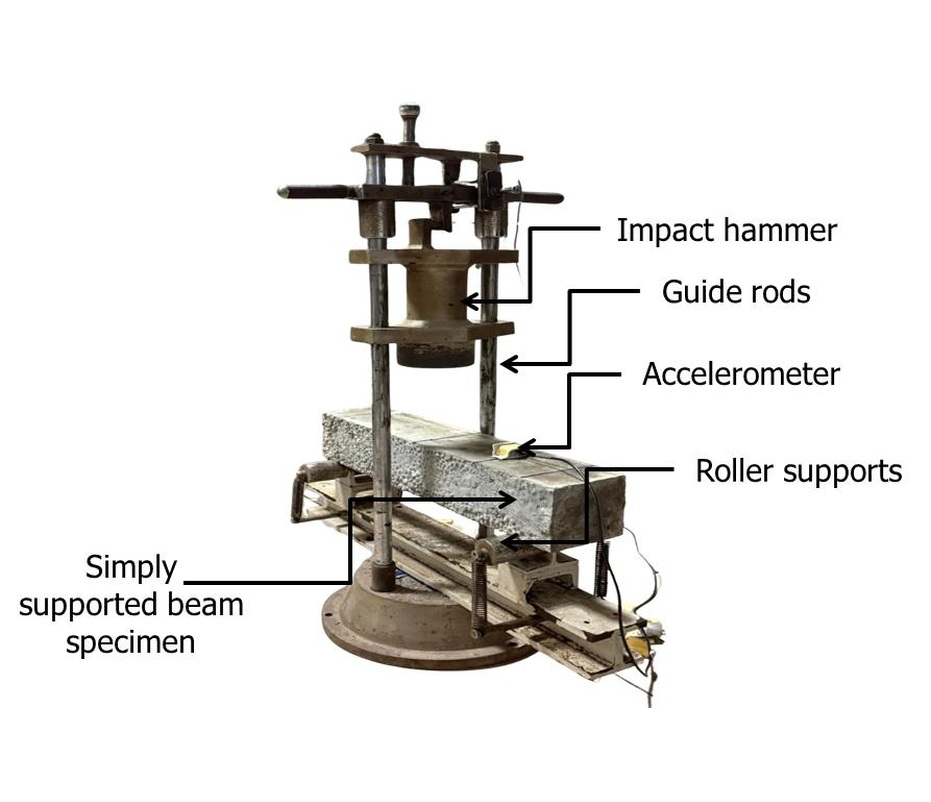 Impact hammer
Guide rods
Accelerometer
Roller supports
Simply
supported beam
specimen